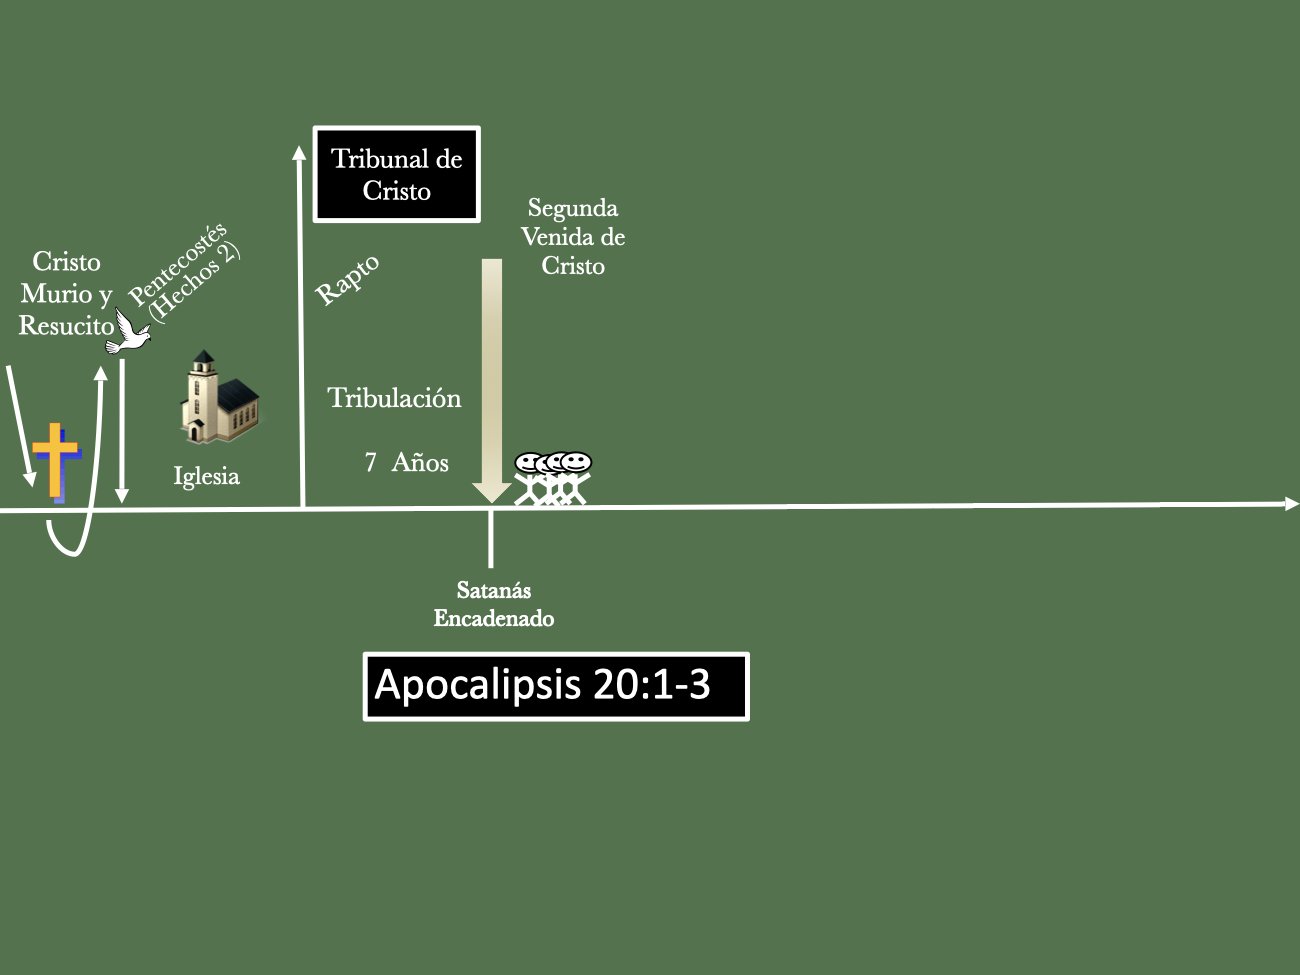 Tribunal de
Cristo
Segunda
Venida de
Cristo
Cristo
Murio y
Resucito
Pentecostés
(Hechos 2)
Rapto
Tribulación
7 Años
Iglesia
Satanás
Encadenado
Apocalipsis 20:1-3